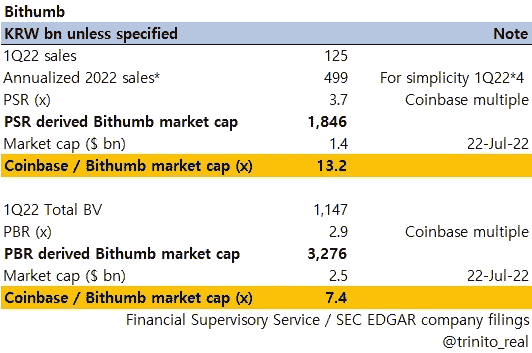 Bithumb
KRW bn unless specified Note
1Q22 sales 125
Annualized 2022 sales* 499 For simplicity 1Q22*4
PSR (x) 3.7 Coinbase multiple
PSR derived Bithumb market cap 1,846
Market cap ($ bn) 1.4 22-Jul-22
Coinbase / Bithumb market cap (x) 13.2
1Q22 Total BV 1,147
PBR (x) 2.9 Coinbase multiple
PBR derived Bithumb market cap 3,276
Market cap ($ bn) 2.5 22-Jul-22
Coinbase / Bithumb market cap (x) 7.4
Financial Supervisory Service / SEC EDGAR company filings
@trinito_real